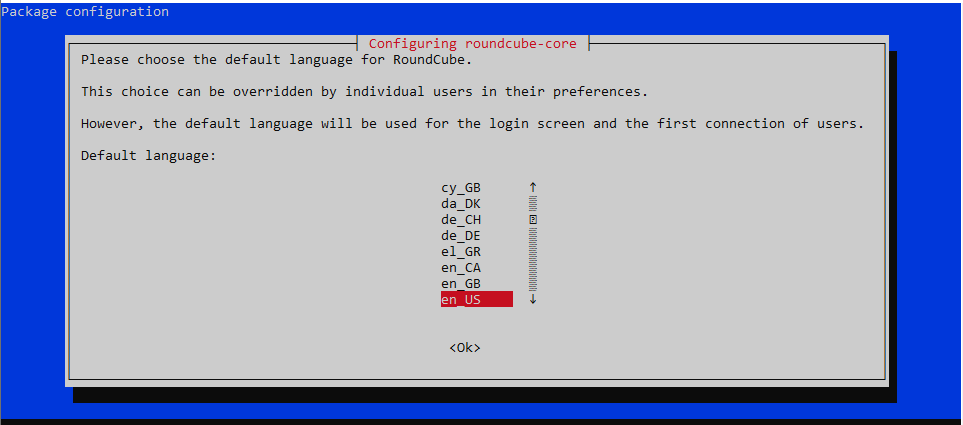 Package configuration
Configuring roundcube-core
Please choose the default language for RoundCube.
This choice can be overridden by individual users in their preferences.
However, the default language will be used for the login screen and the first connection of users.
Default language:
cy_GB
da_DK
de_CH
de_DE
el_GR
en_CA
en_GB
en_US
<Ok>